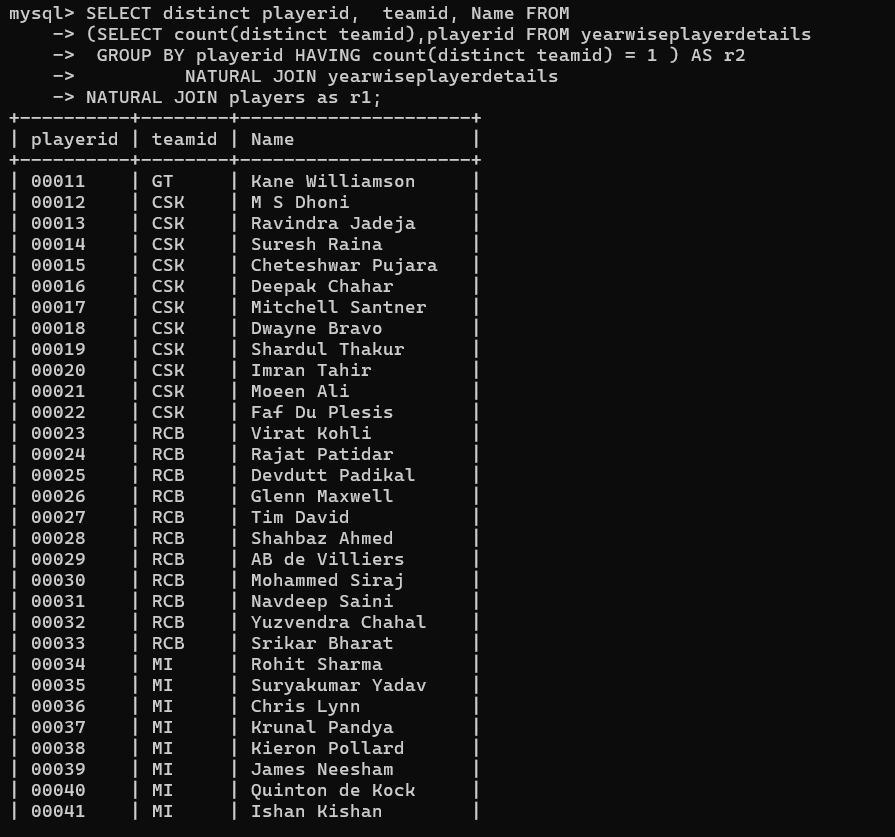 mysql> SELECT distinct playerid,  teamid, Name FROM
    -> (SELECT count(distinct teamid),playerid FROM yearwiseplayerdetails
    ->  GROUP BY playerid HAVING count(distinct teamid) = 1 ) AS r2
    ->          NATURAL JOIN yearwiseplayerdetails
    -> NATURAL JOIN players as r1;
+----------+--------+---------------------+
| playerid | teamid | Name                |
+----------+--------+---------------------+
| 00011    | GT     | Kane Williamson     |
| 00012    | CSK    | M S Dhoni           |
| 00013    | CSK    | Ravindra Jadeja     |
| 00014    | CSK    | Suresh Raina        |
| 00015    | CSK    | Cheteshwar Pujara   |
| 00016    | CSK    | Deepak Chahar       |
| 00017    | CSK    | Mitchell Santner    |
| 00018    | CSK    | Dwayne Bravo        |
| 00019    | CSK    | Shardul Thakur      |
| 00020    | CSK    | Imran Tahir         |
| 00021    | CSK    | Moeen Ali           |
| 00022    | CSK    | Faf Du Plesis       |
| 00023    | RCB    | Virat Kohli         |
| 00024    | RCB    | Rajat Patidar       |
| 00025    | RCB    | Devdutt Padikal     |
| 00026    | RCB    | Glenn Maxwell       |
| 00027    | RCB    | Tim David           |
| 00028    | RCB    | Shahbaz Ahmed       |
| 00029    | RCB    | AB de Villiers      |
| 00030    | RCB    | Mohammed Siraj      |
| 00031    | RCB    | Navdeep Saini       |
| 00032    | RCB    | Yuzvendra Chahal    |
| 00033    | RCB    | Srikar Bharat       |
| 00034    | MI     | Rohit Sharma        |
| 00035    | MI     | Suryakumar Yadav    |
| 00036    | MI     | Chris Lynn          |
| 00037    | MI     | Krunal Pandya       |
| 00038    | MI     | Kieron Pollard      |
| 00039    | MI     | James Neesham       |
| 00040    | MI     | Quinton de Kock     |
| 00041    | MI     | Ishan Kishan        |